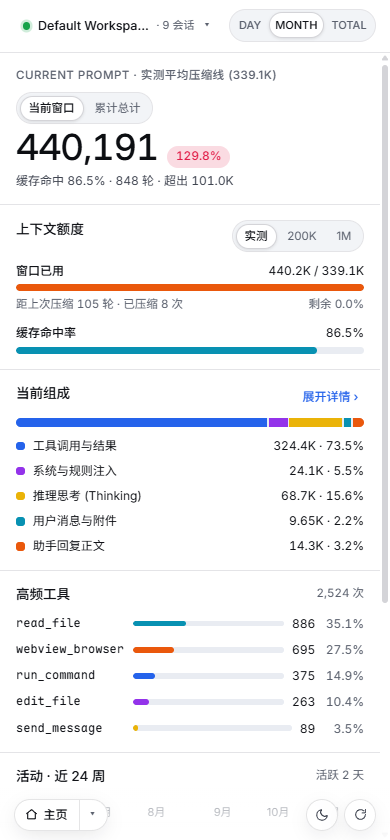 Default Workspa... · 9 会话
DAY MONTH TOTAL
CURRENT PROMPT · 实测平均压缩线 (339.1K)
当前窗口 累计总计
440,191 129.8%
缓存命中 86.5% · 848 轮 · 超出 101.0K
上下文额度 实测 200K 1M
窗口已用 440.2K / 339.1K
距上次压缩 105 轮 · 已压缩 8 次 剩余 0.0%
缓存命中率 86.5%
当前组成 展开详情 ›
工具调用与结果 324.4K · 73.5%
系统与规则注入 24.1K · 5.5%
推理思考 (Thinking) 68.7K · 15.6%
用户消息与附件 9.65K · 2.2%
助手回复正文 14.3K · 3.2%
高频工具 2,524 次
read_file 886 35.1%
webview_browser 695 27.5%
run_command 375 14.9%
edit_file 263 10.4%
send_message 89 3.5%
活动 · 近 24 周 活跃 2 天
主页 8月 9月 10月